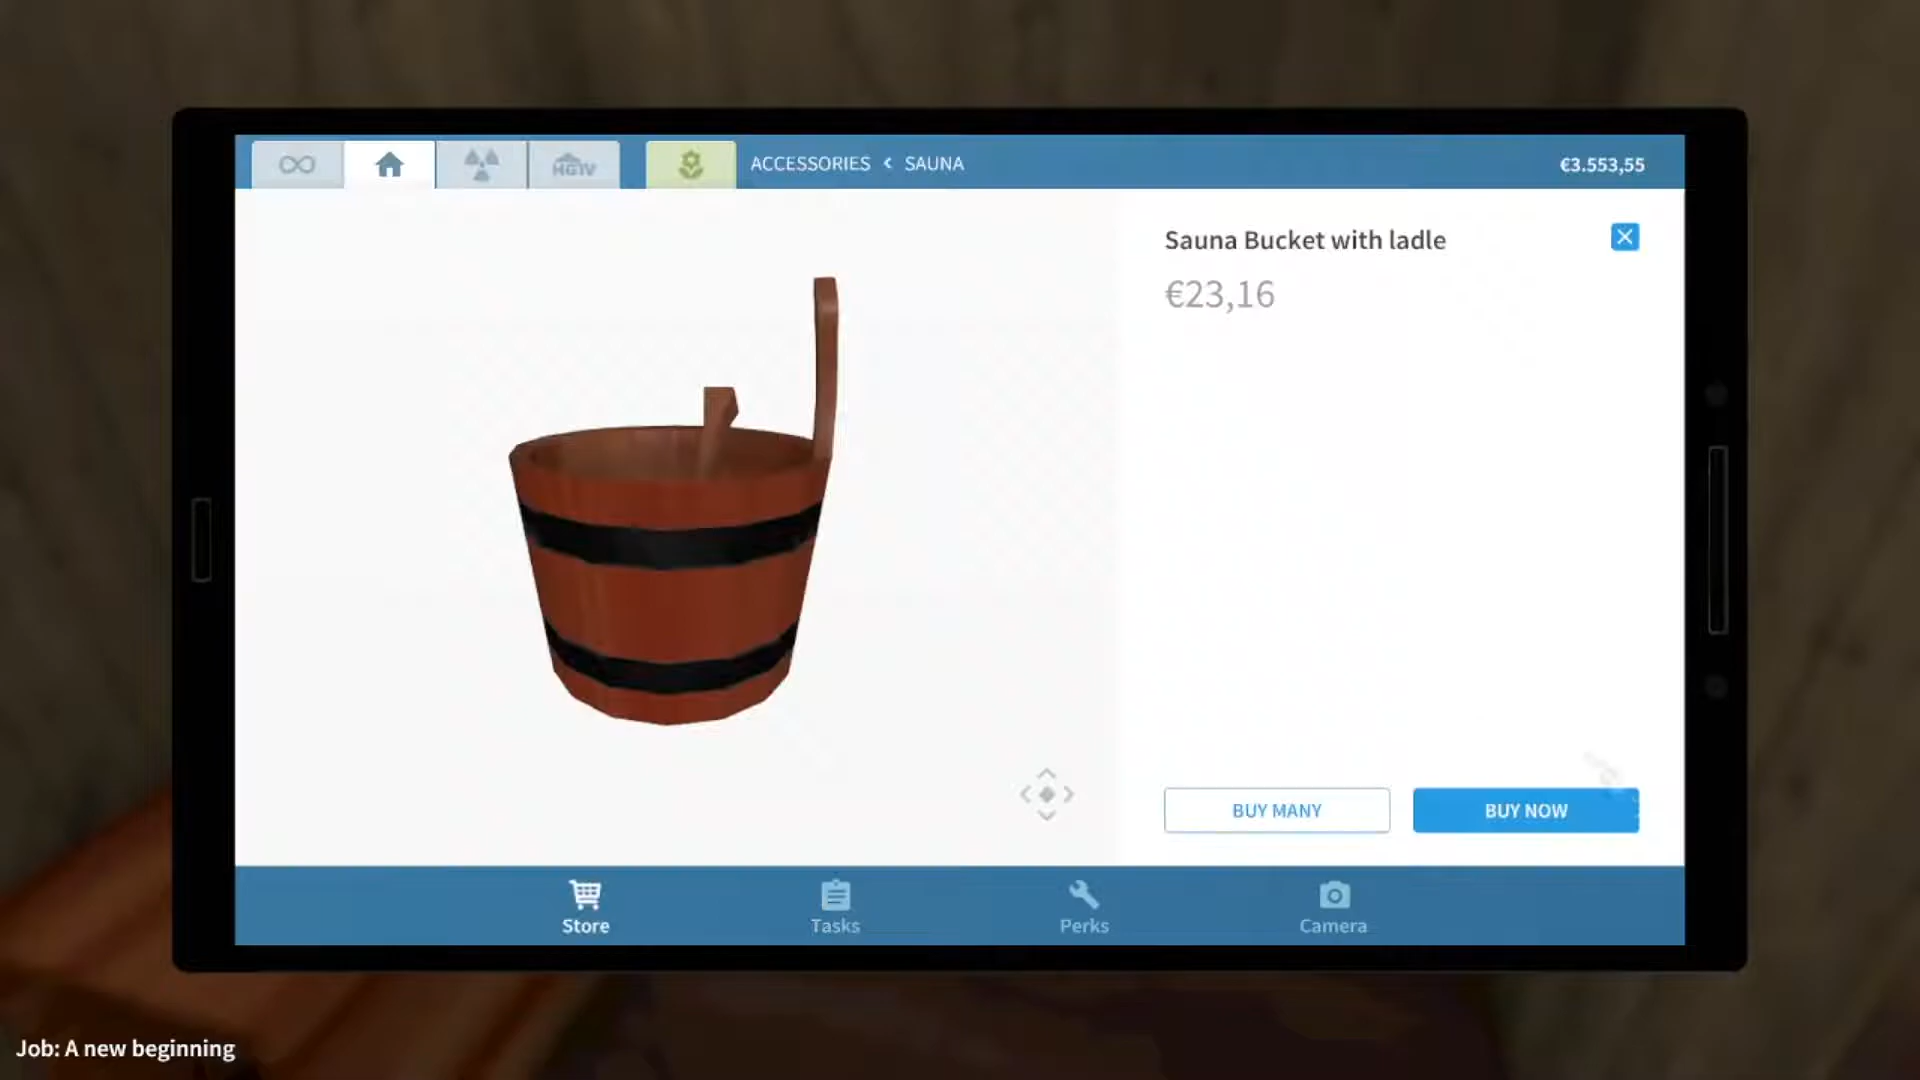 HGTV
ACCESSORIES < SAUNA
€3.553,55
Sauna Bucket with ladle
€23,16
BUY MANY
BUY NOW
Store
Tasks
Perks
Camera
Job: A new beginning